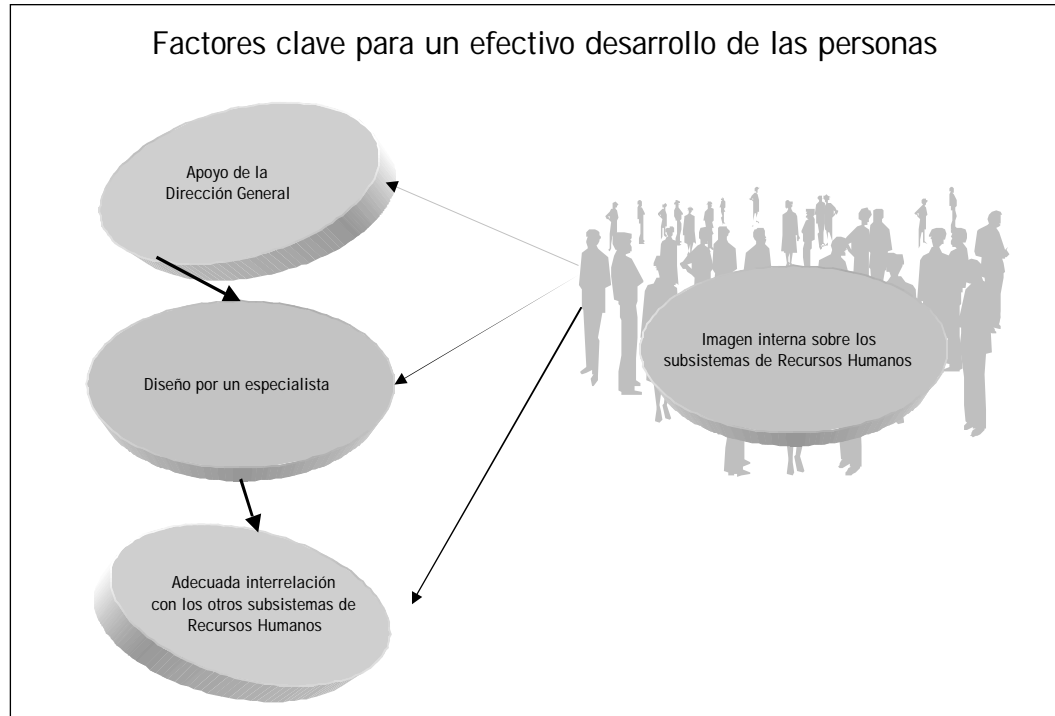 Factores clave para un efectivo desarrollo de las personas
Apoyo de la
Dirección General
Diseño por un especialista
Adecuada interrelación
con los otros subsistemas de
Recursos Humanos
Imagen interna sobre los
subsistemas de Recursos Humanos